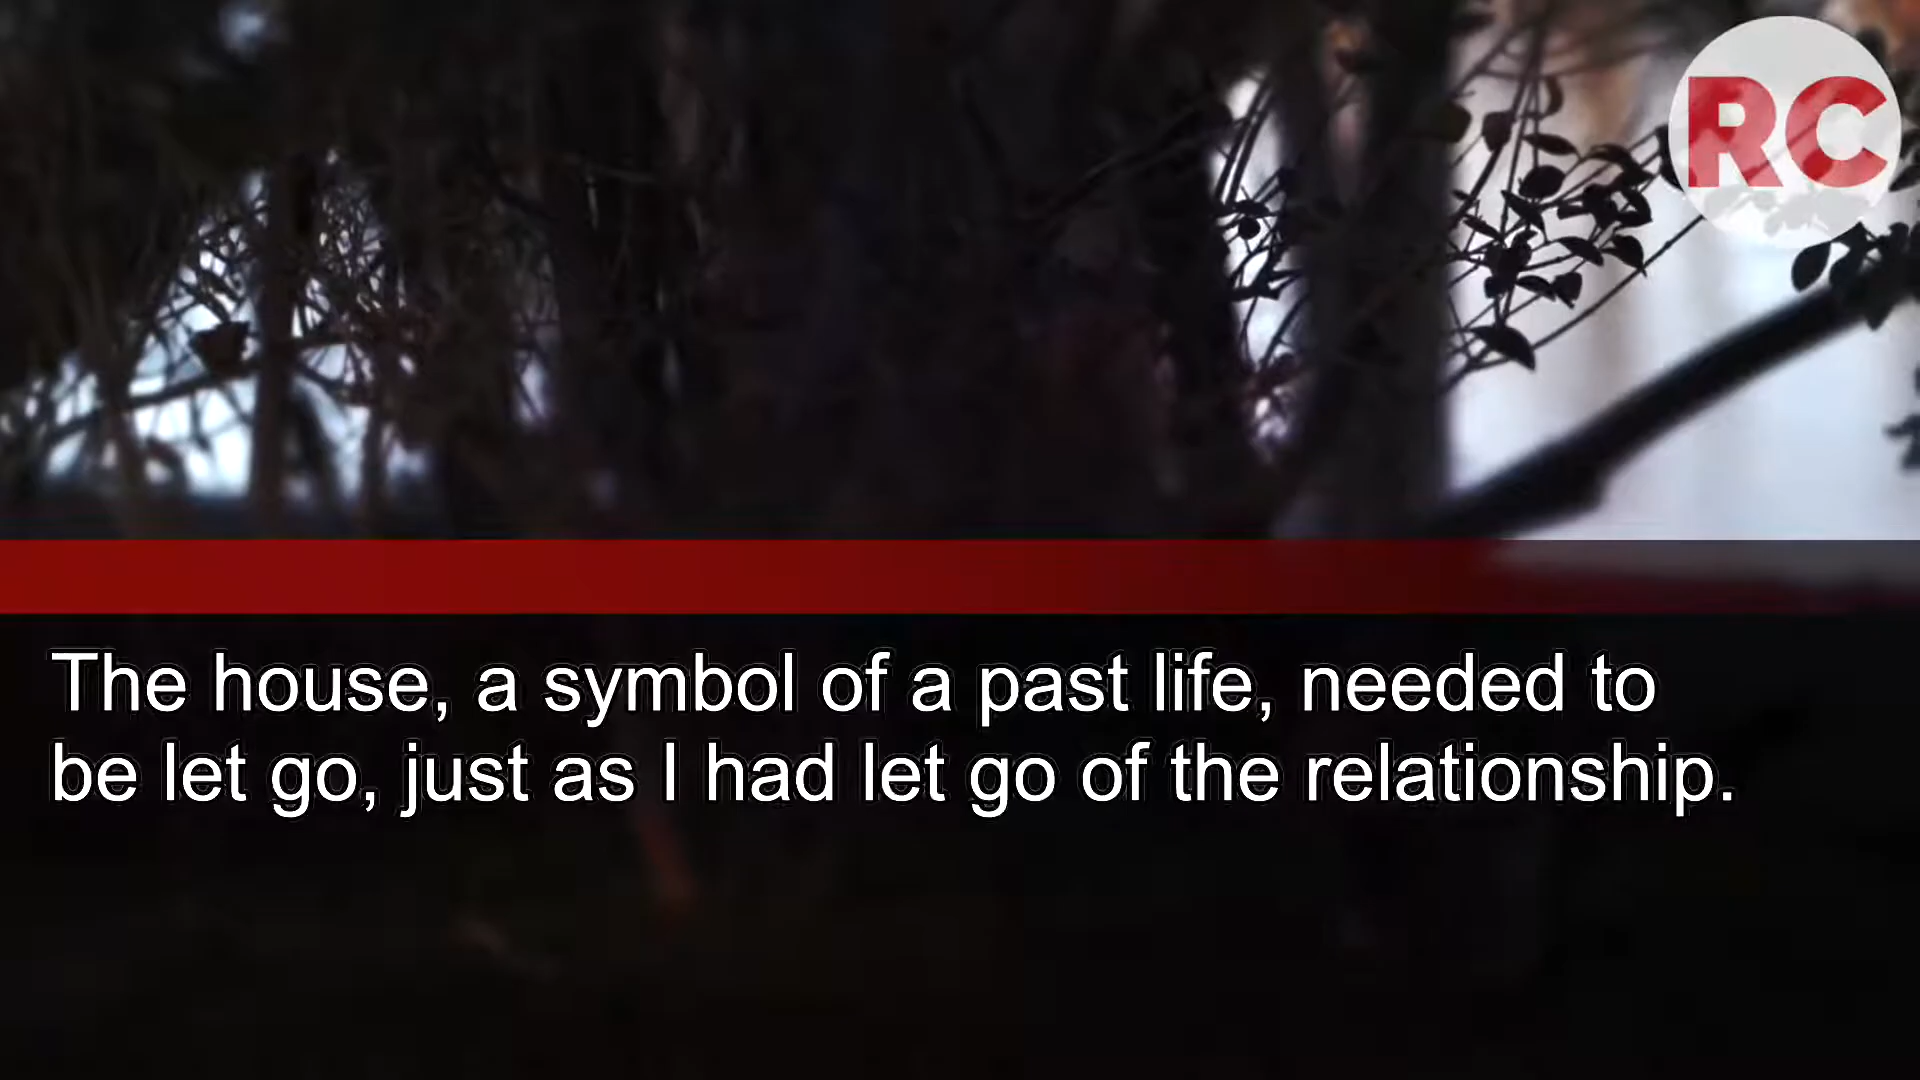 RC
The house, a symbol of a past life, needed to
be let go, just as I had let go of the relationship.